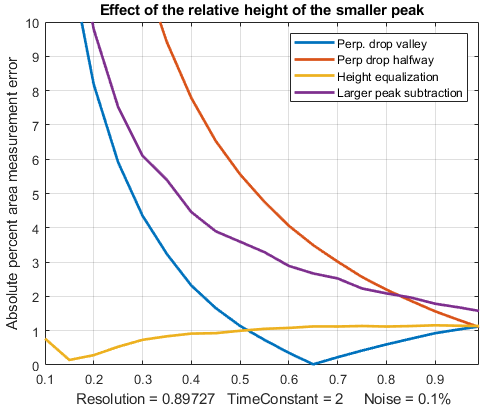 Effect of the relative height of the smaller peak
Absolute percent area measurement error
10
9
8
7
6
5
4
3
2
1
0
Perp. drop valley
Perp drop halfway
Height equalization
Larger peak subtraction
0.1 0.2 0.3 0.4 0.5 0.6 0.7 0.8 0.9
Resolution = 0.89727 TimeConstant = 2 Noise = 0.1%